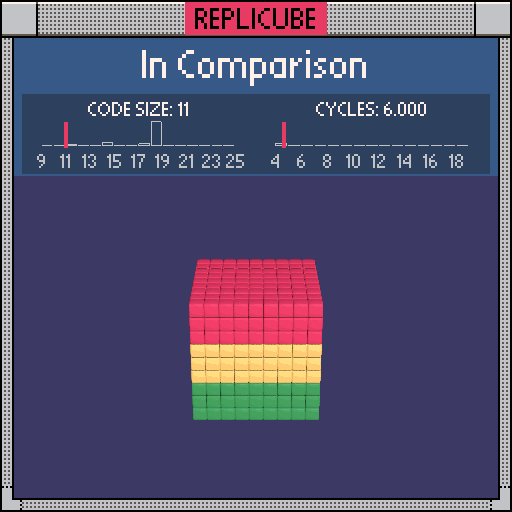 REPLICUBE
In Comparison
CODE SIZE: 11 CYCLES: 6.000
9 11 13 15 17 19 21 23 25 4 6 8 10 12 14 16 18